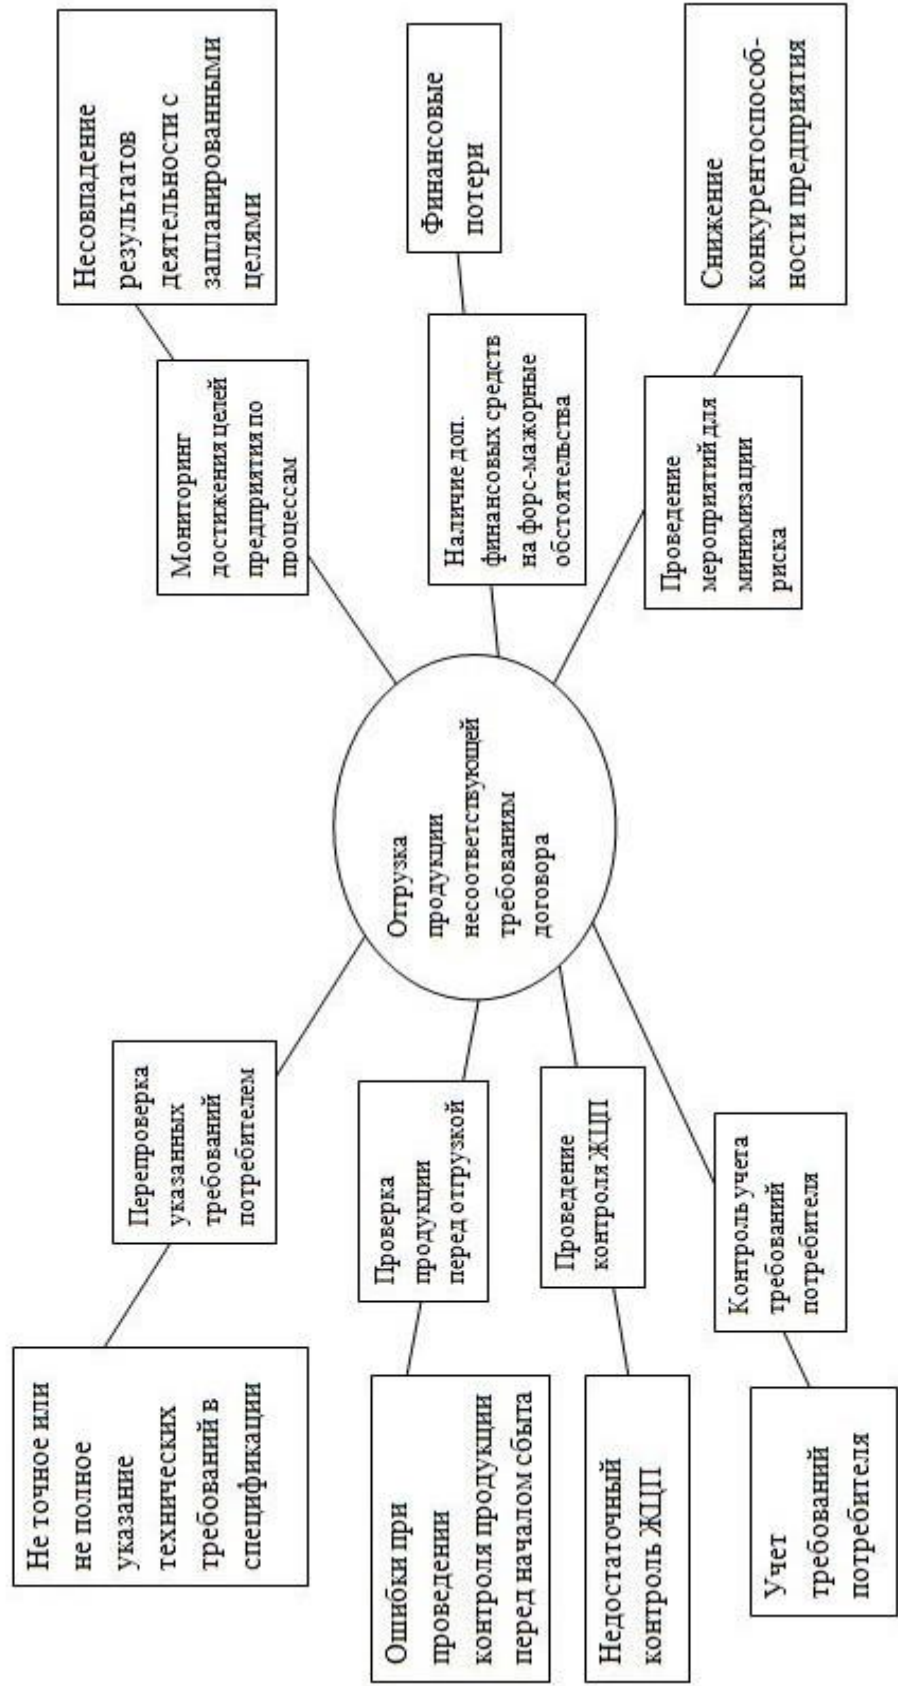 Не точное или
не полное
указание
технических
требований в
спецификации
Перепроверка
указанных
требований
потребителем
Ошибки при
проведении
контроля продукции
перед началом сбыта
Проверка
продукции
перед отгрузкой
Недостаточный
контроль ЖЦП
Проведение
контроля ЖЦП
Учет
требований
потребителя
Контроль учета
требований
потребителя
Отгрузка
продукции
несоответствующей
требованиям
договора
Мониторинг
достижения целей
предприятия по
процессам
Несовпадение
результатов
деятельности с
запланированными
целями
Наличие доп.
финансовых средств
на форс-мажорные
обстоятельства
Финансовые
потери
Проведение
мероприятий для
минимизации
риска
Снижение
конкурентоспособ-
ности предприятия